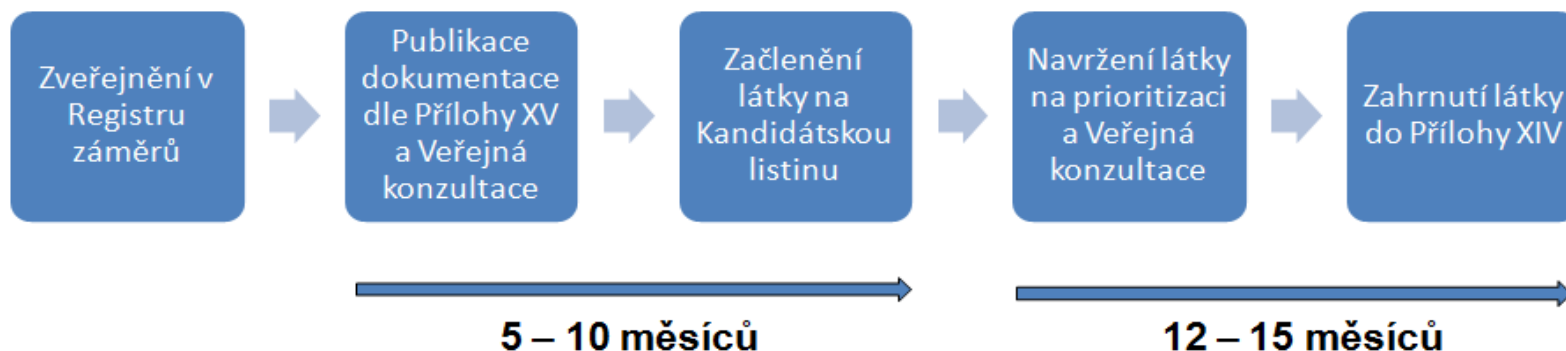 Zveřejnění v
Registru
záměrů
Publikace
dokumentace
dle Přílohy XV
a Veřejná
konzultace
Začlenění
látky na
Kandidátskou
listinu
Navržení látky
na prioritizaci
a Veřejná
konzultace
Zahrnutí látky
do Přílohy XIV
5 – 10 měsíců
12 – 15 měsíců